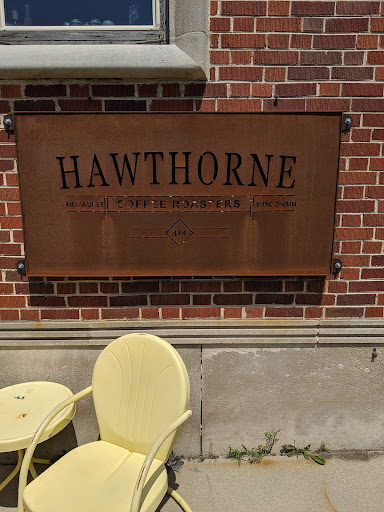 HAWTHORNE
MILWAUKEE COFFEE ROASTERS WISCONSIN
414